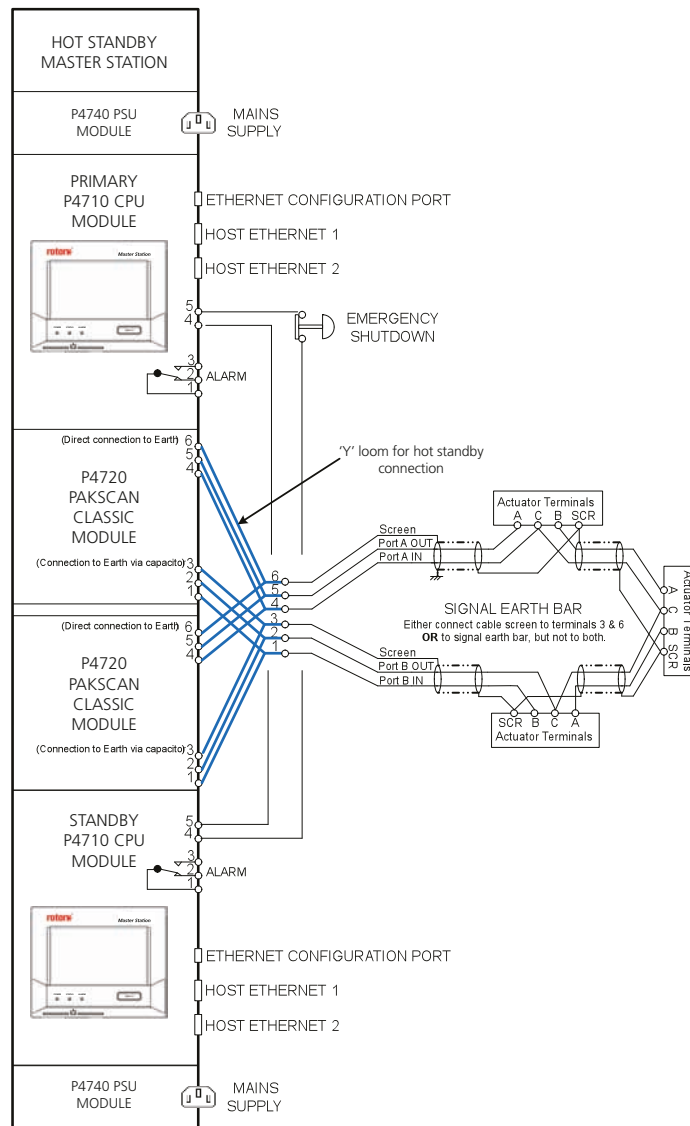 HOT STANDBY
MASTER STATION
P4740 PSU
MODULE
MAINS
SUPPLY
PRIMARY
P4710 CPU
MODULE
ETHERNET CONFIGURATION PORT
HOST ETHERNET 1
HOST ETHERNET 2
rotork
Master Station
5
4
EMERGENCY
SHUTDOWN
3
2
1
ALARM
(Direct connection to Earth)
6
5
4
'Y' loom for hot standby
connection
P4720
PAKSCAN
CLASSIC
MODULE
(Connection to Earth via capacitor)
3
2
1
Actuator Terminals
A C B SCR
Screen
Port A OUT
Port A IN
6
5
4
3
2
1
SIGNAL EARTH BAR
Either connect cable screen to terminals 3 & 6
OR to signal earth bar, but not to both.
Actuator Terminals
A
C
B
SCR
(Direct connection to Earth)
6
5
4
P4720
PAKSCAN
CLASSIC
MODULE
Screen
Port B OUT
Port B IN
SCR B C A
Actuator Terminals
(Connection to Earth via capacitor)
3
2
1
STANDBY
P4710 CPU
MODULE
5
4
3
2
1
ALARM
rotork
Master Station
ETHERNET CONFIGURATION PORT
HOST ETHERNET 1
HOST ETHERNET 2
P4740 PSU
MODULE
MAINS
SUPPLY